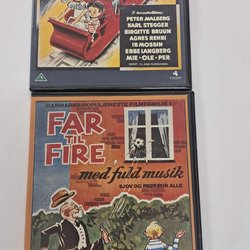 I hovedrollerne:
PETER MALBERG
KARL STEGGER
BIRGITTE BRUUN
AGNES RENNI
IB MOSSIN
EBBE LANGBERG
MIE · OLE · PER
DANMARKS POPULÆRESTE FILMFAMILIE I:
FAR
TIL
FIRE
med fuld musik
SJOV OG FEST FOR ALLE